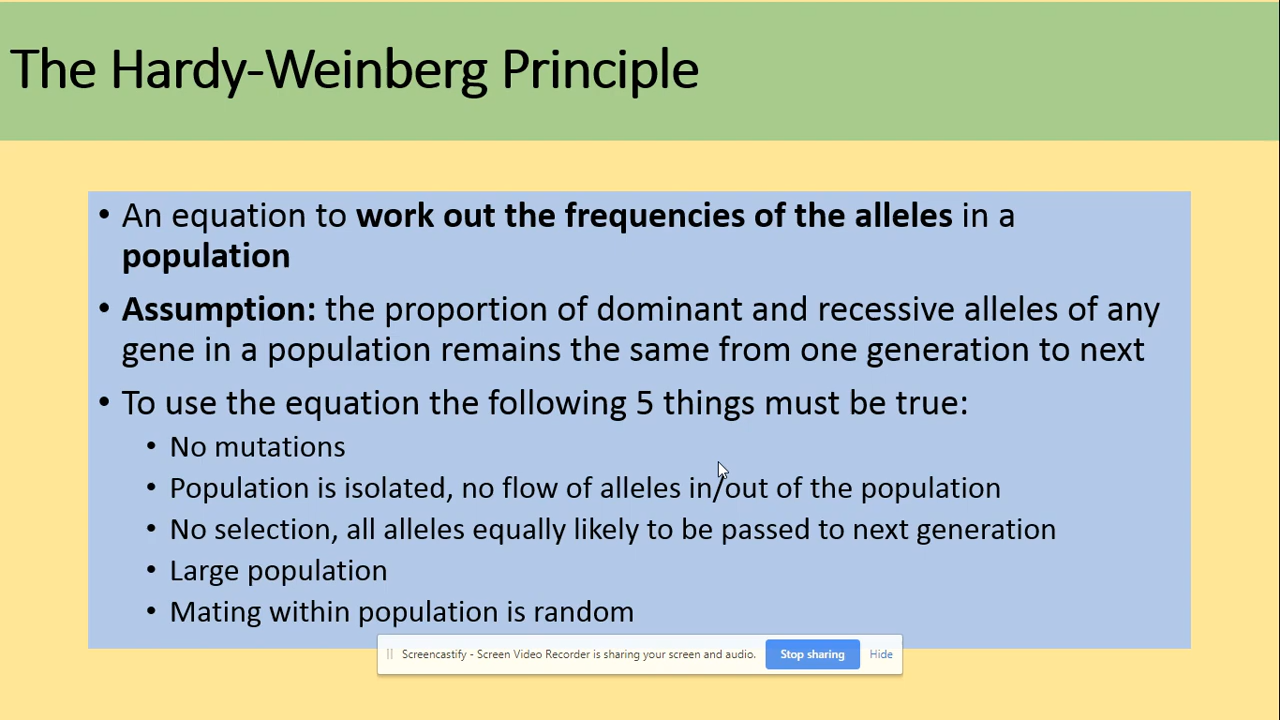 The Hardy-Weinberg Principle
• An equation to work out the frequencies of the alleles in a
population
• Assumption: the proportion of dominant and recessive alleles of any
gene in a population remains the same from one generation to next
• To use the equation the following 5 things must be true:
• No mutations
• Population is isolated, no flow of alleles in/out of the population
• No selection, all alleles equally likely to be passed to next generation
• Large population
• Mating within population is random
Screencastify - Screen Video Recorder is sharing your screen and audio. Stop sharing Hide